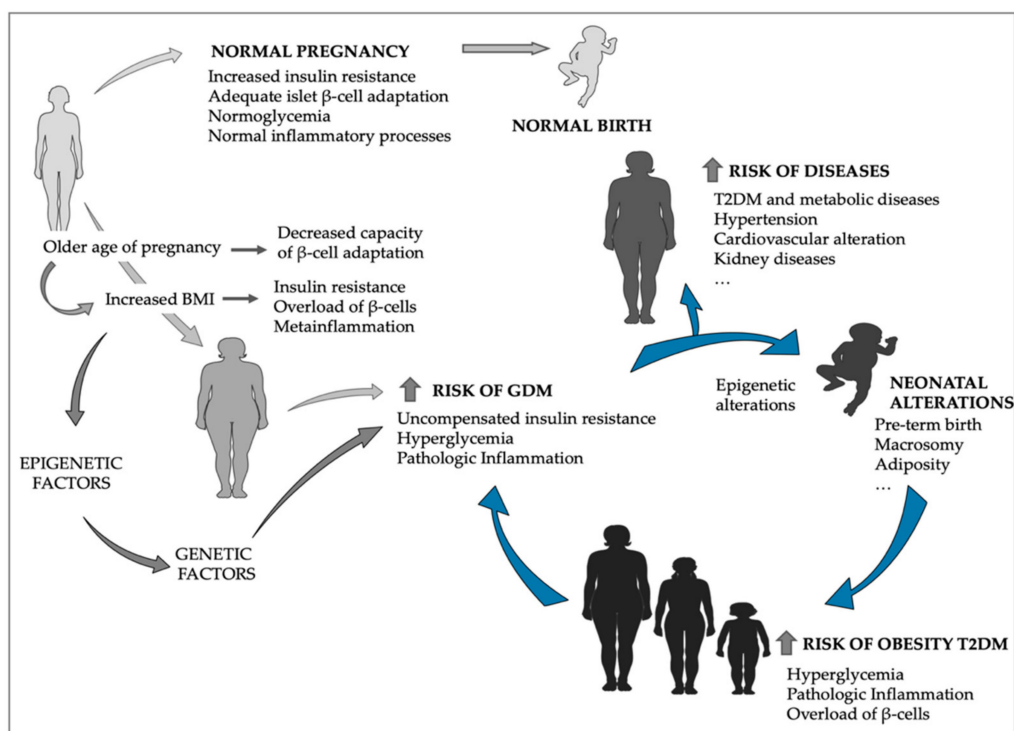 NORMAL PREGNANCY
Increased insulin resistance
Adequate islet β-cell adaptation
Normoglycemia
Normal inflammatory processes
NORMAL BIRTH
RISK OF DISEASES
T2DM and metabolic diseases
Hypertension
Cardiovascular alteration
Kidney diseases
…
Older age of pregnancy
Decreased capacity
of β-cell adaptation
Increased BMI
Insulin resistance
Overload of β-cells
Metainflammation
RISK OF GDM
Uncompensated insulin resistance
Hyperglycemia
Pathologic Inflammation
Epigenetic
alterations
NEONATAL
ALTERATIONS
Pre-term birth
Macrosomy
Adiposity
…
EPIGENETIC
FACTORS
GENETIC
FACTORS
RISK OF OBESITY T2DM
Hyperglycemia
Pathologic Inflammation
Overload of β-cells